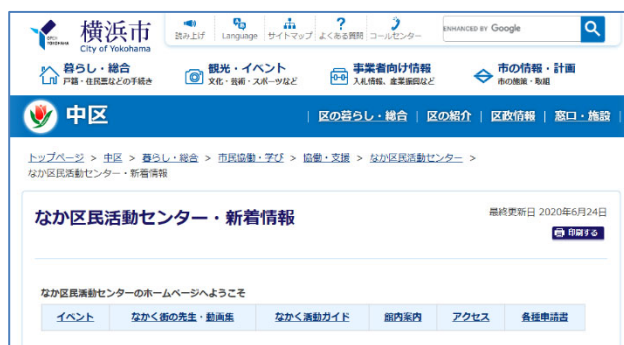 横浜市
City of Yokohama
読み上げ Language サイトマップ よくある質問 コールセンター
ENHANCED BY Google
暮らし・総合
戸籍・住民票などの手続き
観光・イベント
文化・芸術・スポーツなど
事業者向け情報
入札情報、産業振興など
市の情報・計画
市の施策・取組
中区
区の暮らし・総合 | 区の紹介 | 区政情報 | 窓口・施設
トップページ > 中区 > 暮らし・総合 > 市民協働・学び > 協働・支援 > なか区民活動センター >
なか区民活動センター・新着情報
なか区民活動センター・新着情報
最終更新日 2020年6月24日
印刷する
なか区民活動センターのホームページへようこそ
イベント なかく街の先生・動画集 なかく活動ガイド 館内案内 アクセス 各種申請書